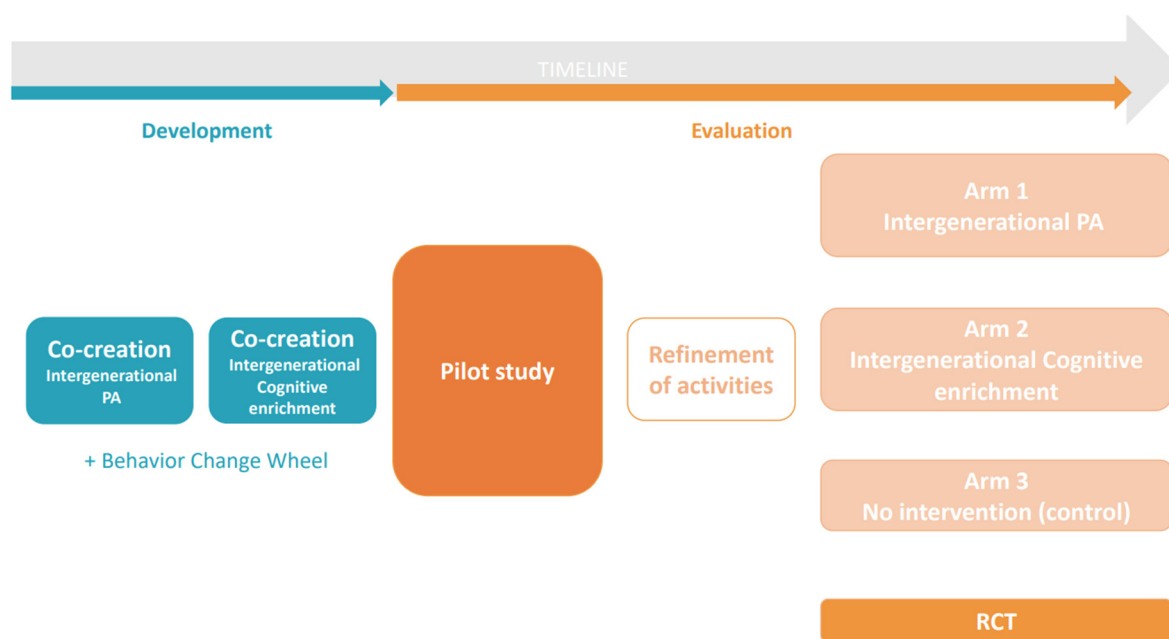 TIMELINE
Development
Evaluation
Co-creation
Intergenerational
PA
Co-creation
Intergenerational
Cognitive
enrichment
+ Behavior Change Wheel
Pilot study
Refinement
of activities
Arm 1
Intergenerational PA
Arm 2
Intergenerational Cognitive
enrichment
Arm 3
No intervention (control)
RCT